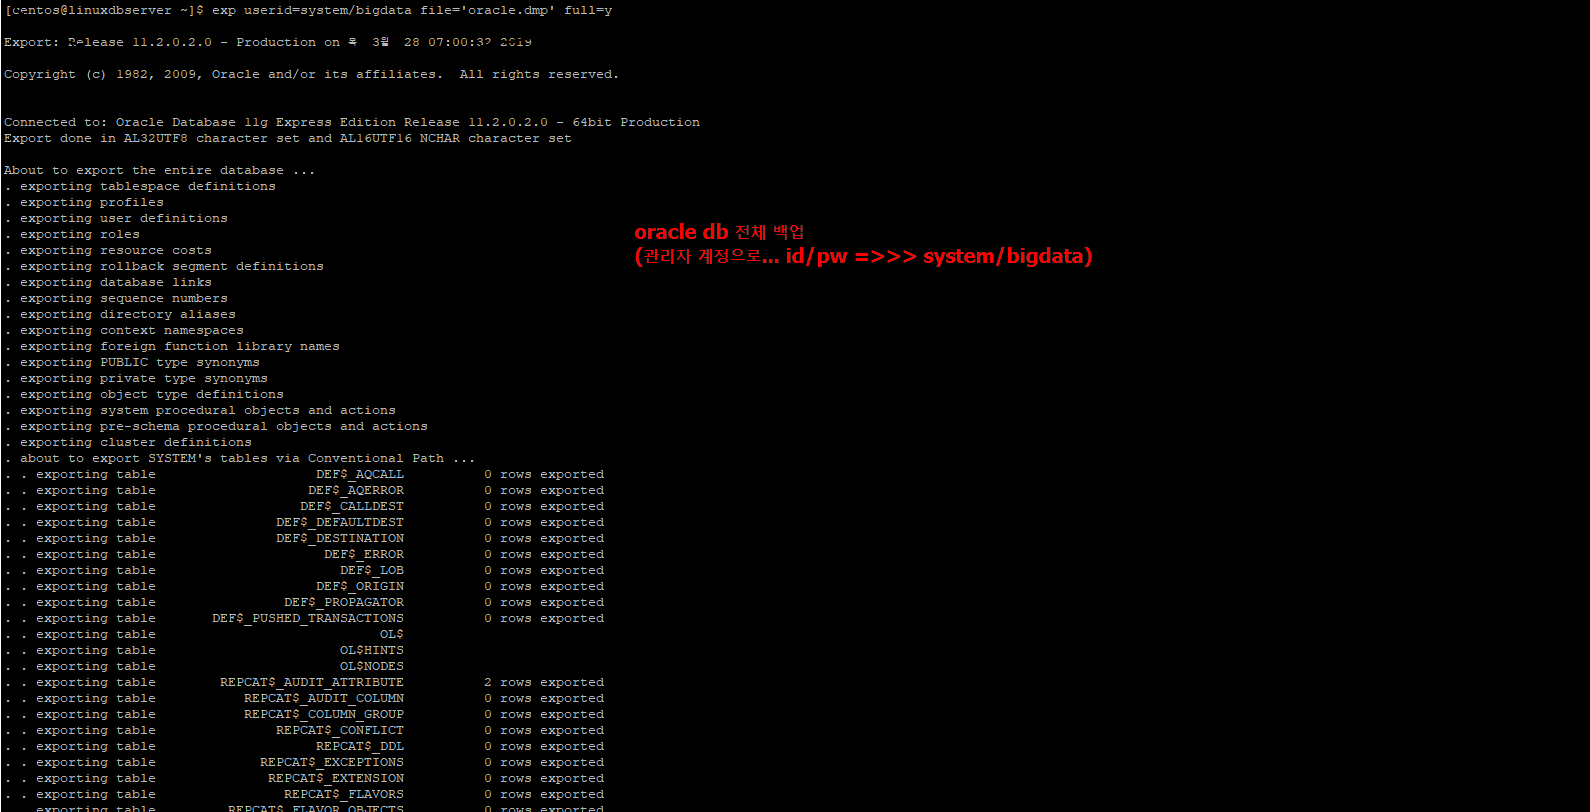 [centos@linuxdbserver ~]$ exp userid=system/bigdata file='oracle.dmp' full=y
Export: Release 11.2.0.2.0 - Production on 목 3월 28 07:00:32 2019
Copyright (c) 1982, 2009, Oracle and/or its affiliates. All rights reserved.
Connected to: Oracle Database 11g Express Edition Release 11.2.0.2.0 - 64bit Production
Export done in AL32UTF8 character set and AL16UTF16 NCHAR character set
About to export the entire database ...
. exporting tablespace definitions
. exporting profiles
. exporting user definitions
. exporting roles
. exporting resource costs
. exporting rollback segment definitions
. exporting database links
. exporting sequence numbers
. exporting directory aliases
. exporting context namespaces
. exporting foreign function library names
. exporting PUBLIC type synonyms
. exporting private type synonyms
. exporting object type definitions
. exporting system procedural objects and actions
. exporting pre-schema procedural objects and actions
. exporting cluster definitions
. about to export SYSTEM's tables via Conventional Path ...
. . exporting table DEF$_AQCALL 0 rows exported
. . exporting table DEF$_AQERROR 0 rows exported
. . exporting table DEF$_CALLDEST 0 rows exported
. . exporting table DEF$_DEFAULTDEST 0 rows exported
. . exporting table DEF$_DESTINATION 0 rows exported
. . exporting table DEF$_ERROR 0 rows exported
. . exporting table DEF$_LOB 0 rows exported
. . exporting table DEF$_ORIGIN 0 rows exported
. . exporting table DEF$_PROPAGATOR 0 rows exported
. . exporting table DEF$_PUSHED_TRANSACTIONS 0 rows exported
. . exporting table OL$
. . exporting table OL$HINTS
. . exporting table OL$NODES
. . exporting table REPCAT$_AUDIT_ATTRIBUTE 2 rows exported
. . exporting table REPCAT$_AUDIT_COLUMN 0 rows exported
. . exporting table REPCAT$_COLUMN_GROUP 0 rows exported
. . exporting table REPCAT$_CONFLICT 0 rows exported
. . exporting table REPCAT$_DDL 0 rows exported
. . exporting table REPCAT$_EXCEPTIONS 0 rows exported
. . exporting table REPCAT$_EXTENSION 0 rows exported
. . exporting table REPCAT$_FLAVORS 0 rows exported
. . exporting table REPCAT$_FLAVOR_OBJECTS 0 rows exported
oracle db 전체 백업
(관리자 계정으로... id/pw =>>> system/bigdata)